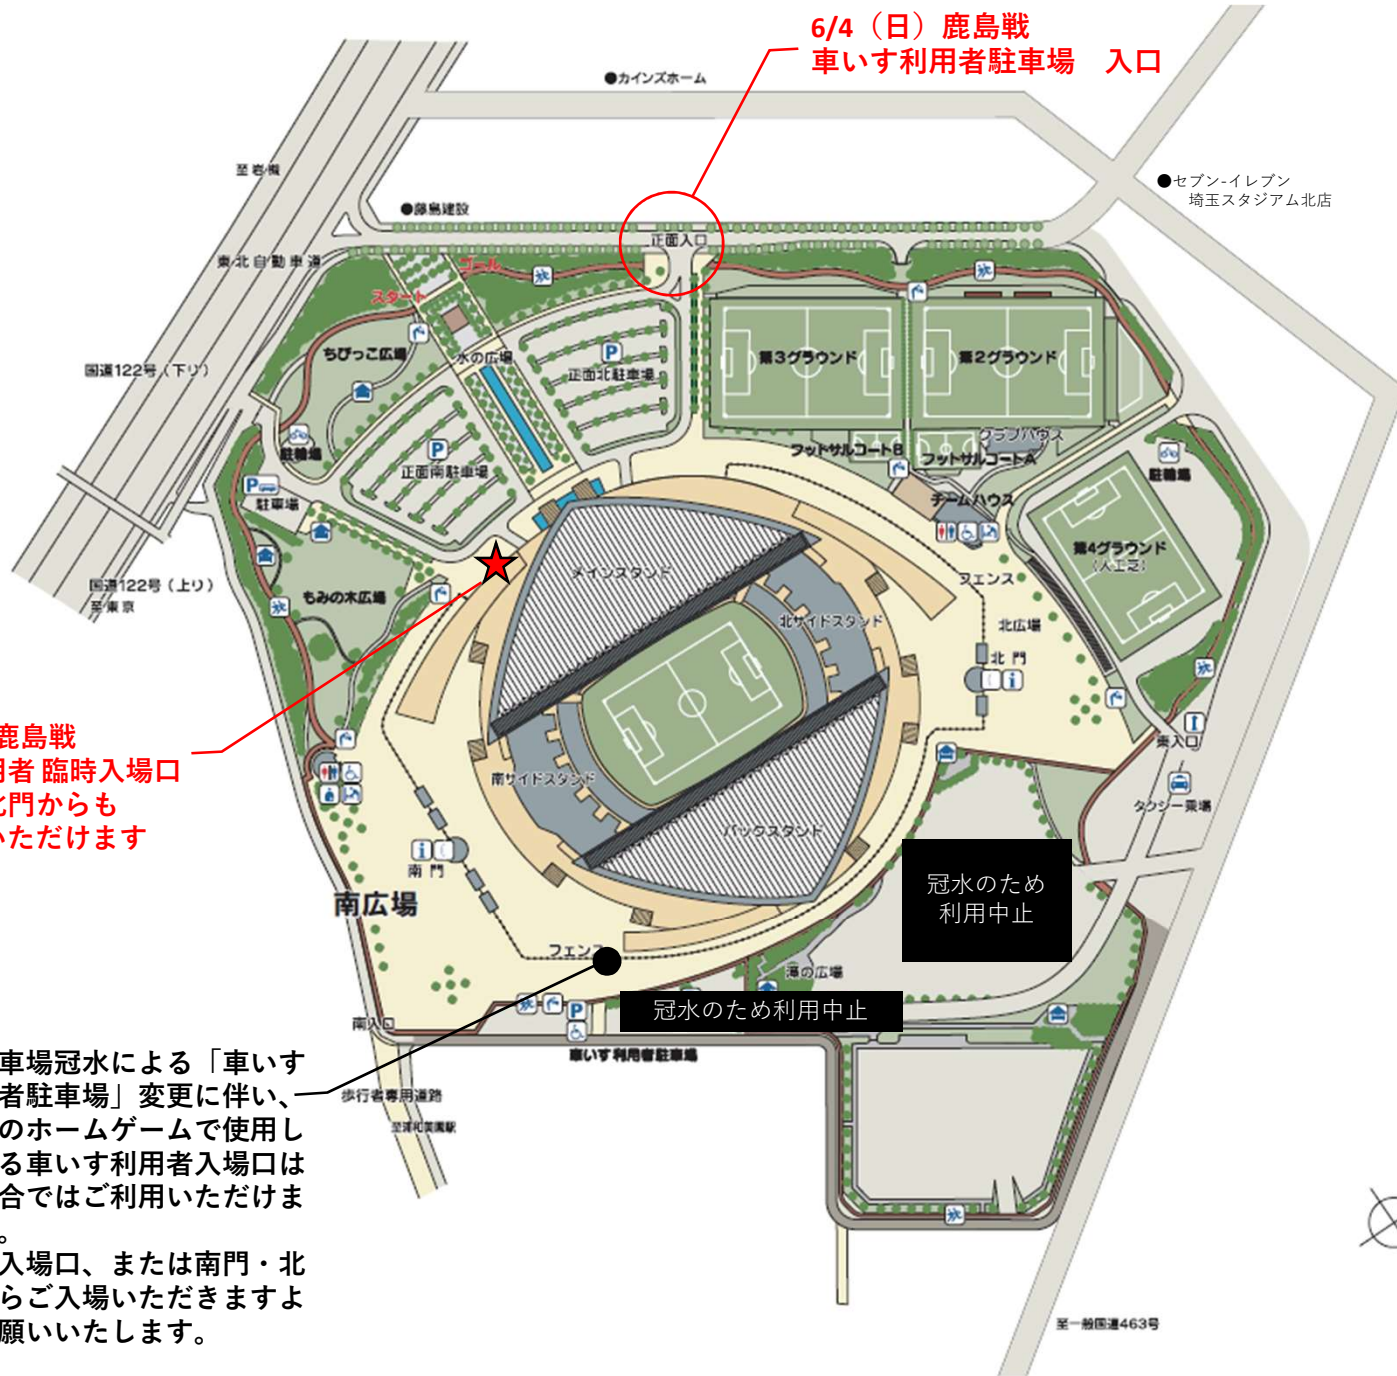 6/4（日）鹿島戦
車いす利用者駐車場　入口
●カインズホーム
至岩槻
●セブン-イレブン
埼玉スタジアム北店
●藤島建設
正面入口
東北自動車道
ゴール
スタート
ちびっこ広場
水の広場
国道122号（下り）
P
正面北駐車場
第3グラウンド
第2グラウンド
駐輪場
P
正面南駐車場
フットサルコートB
クラブハウス
フットサルコートA
駐輪場
P
駐車場
チームハウス
第4グラウンド
（人工芝）
メインスタンド
フェンス
国道122号（上り）
至東京
もみの木広場
北サイドスタンド
北広場
北門
鹿島戦
用者 臨時入場口
北門からも
いただけます
東入口
南サイドスタンド
タクシー乗場
バックスタンド
南門
冠水のため
利用中止
南広場
フェンス
滝の広場
冠水のため利用中止
P
南入口
車いす利用者駐車場
車場冠水による「車いす
者駐車場」変更に伴い、
のホームゲームで使用し
る車いす利用者入場口は
合ではご利用いただけま
。
入場口、または南門・北
らご入場いただきますよ
願いいたします。
歩行者専用道路
至浦和美園駅
至一般国道463号